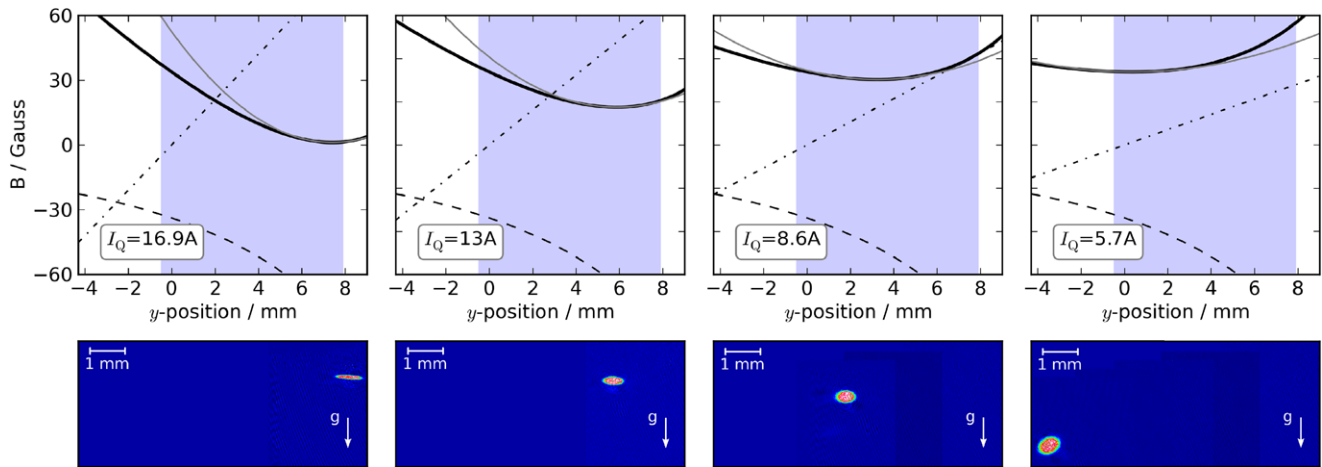 B / Gauss
60
30
0
−30
−60
I_Q=16.9A
I_Q=13A
I_Q=8.6A
I_Q=5.7A
−4 −2 0 2 4 6 8
−4 −2 0 2 4 6 8
−4 −2 0 2 4 6 8
−4 −2 0 2 4 6 8
y-position / mm
y-position / mm
y-position / mm
y-position / mm
1 mm
1 mm
1 mm
1 mm
g
g
g
g